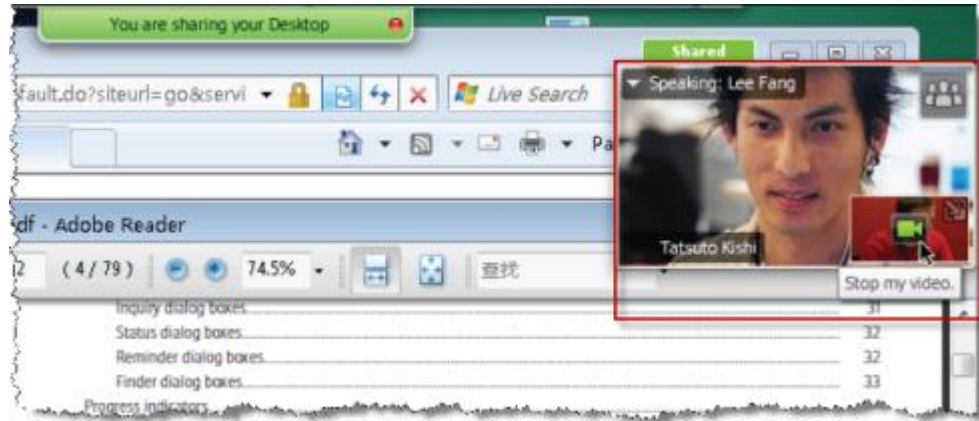 You are sharing your Desktop
Shared
fault.do?siteurl=go&servi
Live Search
Speaking: Lee Fang
Pa
df - Adobe Reader
Tatsuto Kishi
2 (4 / 79) 74.5% 查找
Stop my video.
Inquiry dialog boxes 31
Status dialog boxes 32
Reminder dialog boxes 32
Finder dialog boxes 33
Progress indicators